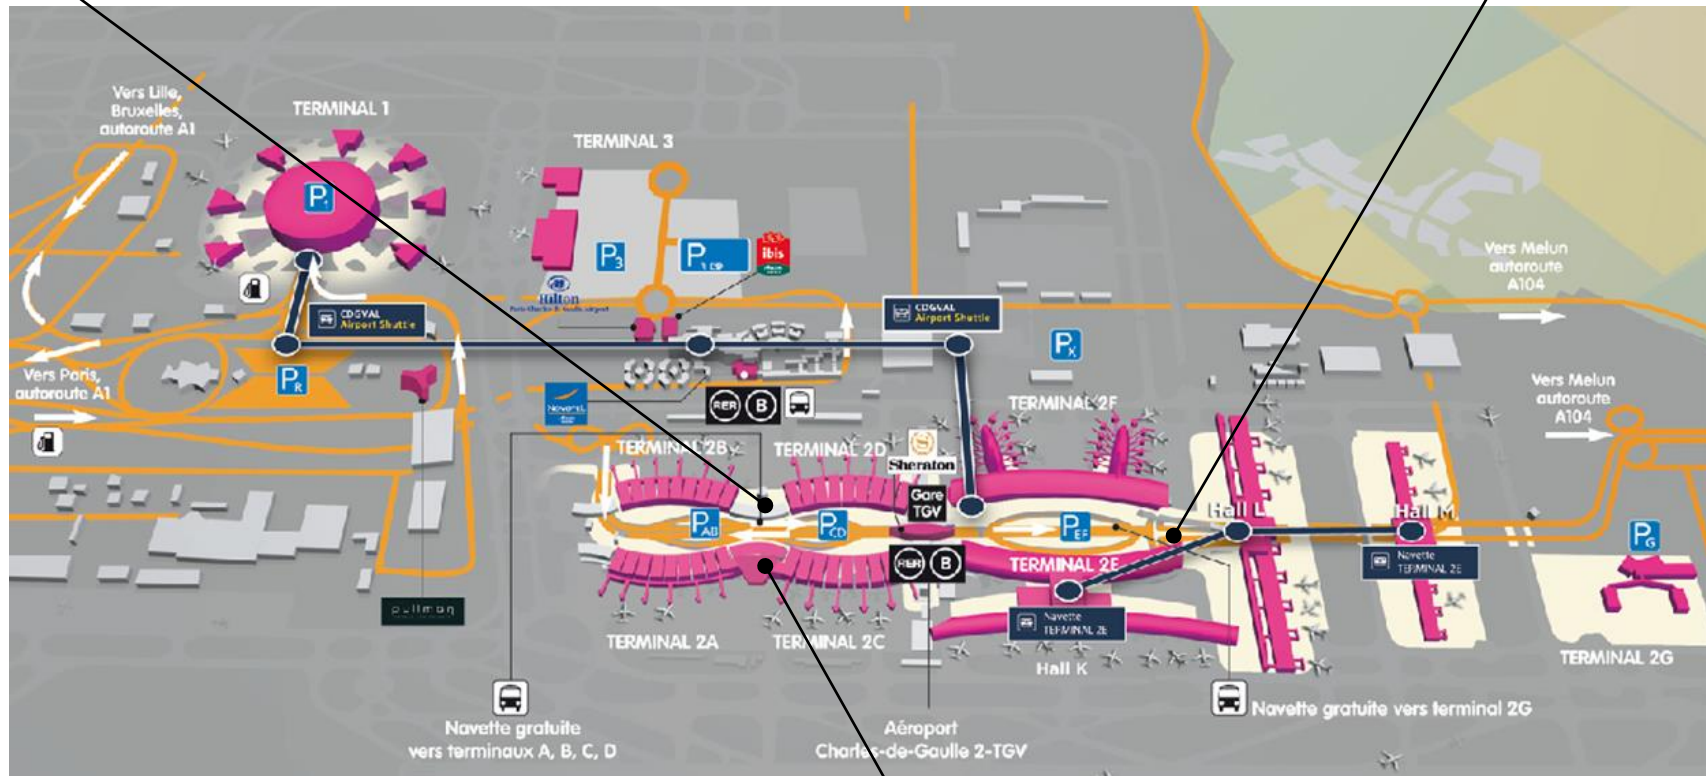 Vers Lille,
Bruxelles,
autoroute A1
TERMINAL 1
TERMINAL 3
P1
P3
ibis
Hilton
CDGVAL
Airport Shuttle
CDGVAL
Airport Shuttle
Vers Melun
autoroute
A104
Vers Paris,
autoroute A1
PR
PX
Novotel
RER B
Vers Melun
autoroute
A104
TERMINAL 2F
TERMINAL 2B
TERMINAL 2D
S
Sheraton
Gare
TGV
PAB
PCD
PEF
Hall L
Hall M
PG
RER B
TERMINAL 2E
Navette
TERMINAL 2E
Navette
TERMINAL 2E
pullman
TERMINAL 2A
TERMINAL 2C
Hall K
TERMINAL 2G
Navette gratuite
vers terminaux A, B, C, D
Aéroport
Charles-de-Gaulle 2-TGV
Navette gratuite vers terminal 2G